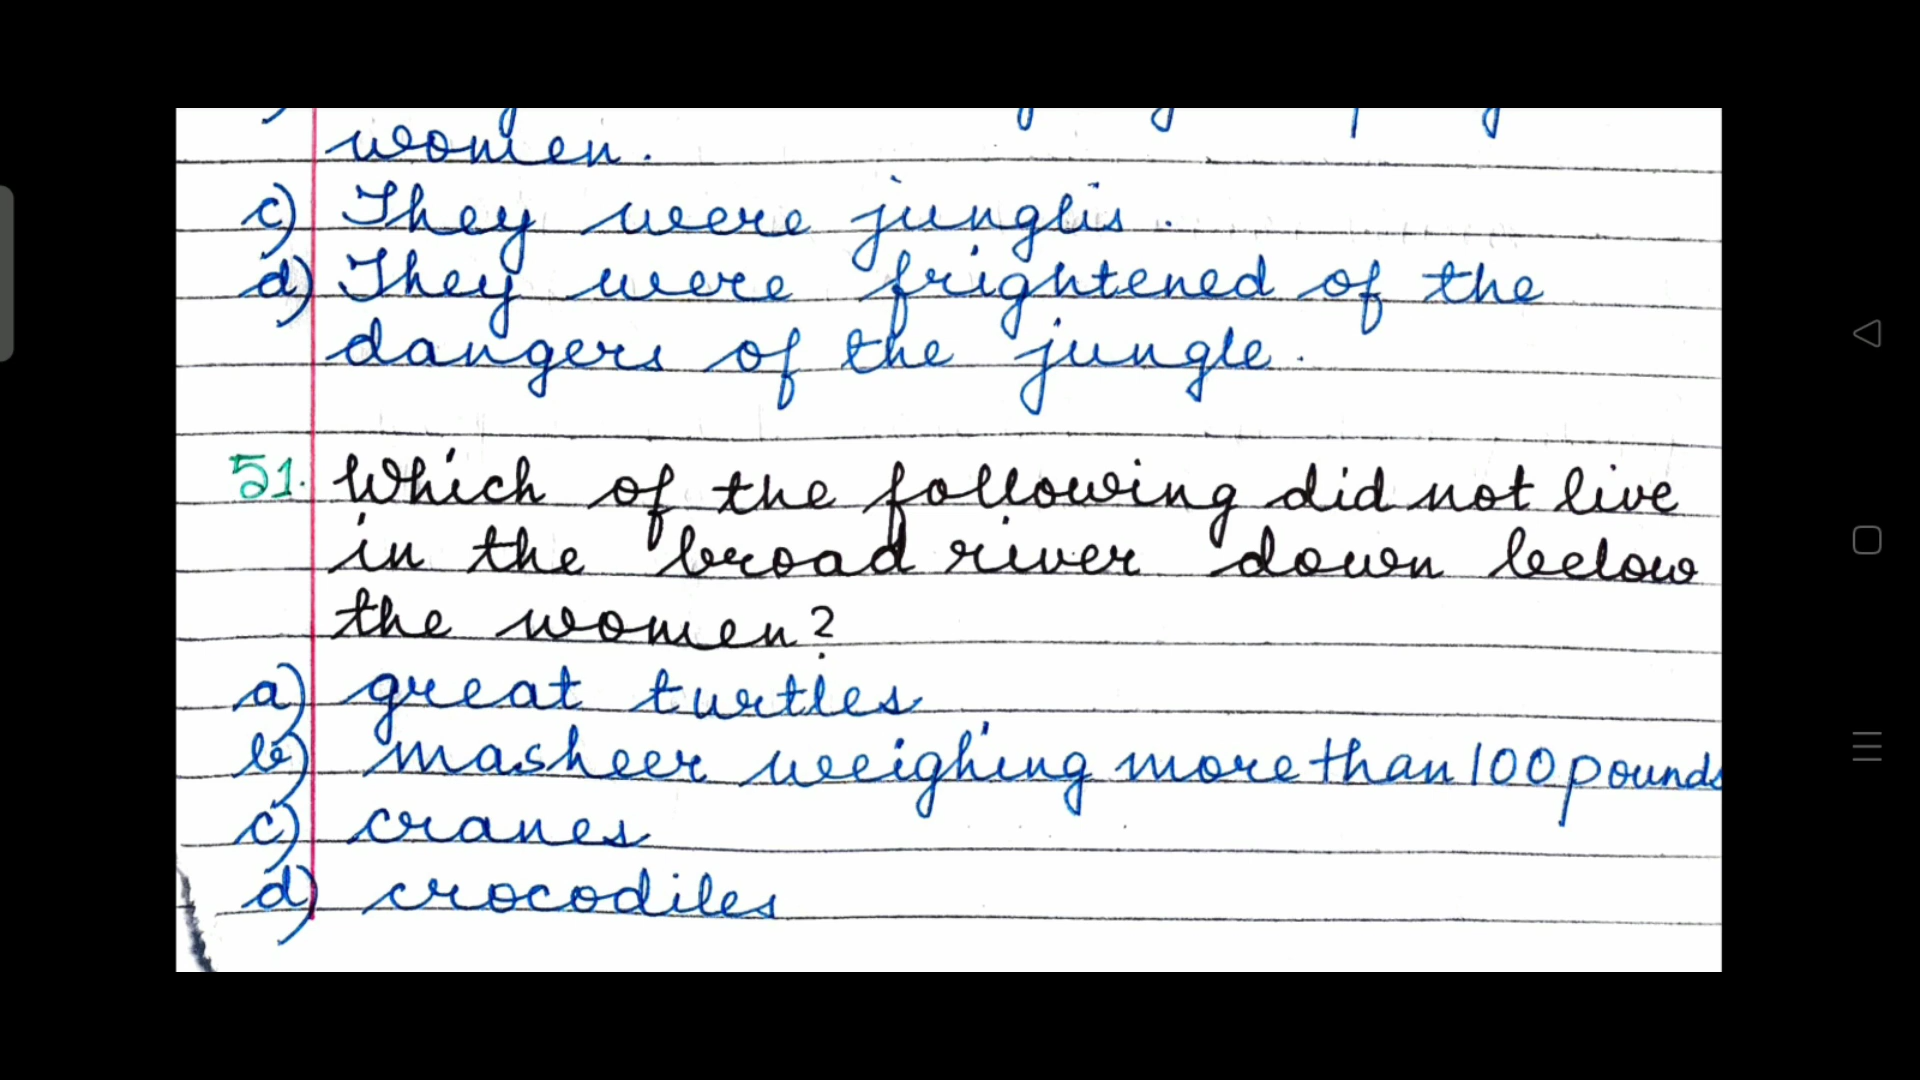 women.
c) They were junglis.
d) They were frightened of the
dangers of the jungle.
51. Which of the following did not live
in the broad river down below
the women?
a) great turtles
b) masheer weighing more than 100 pounds
c) cranes
d) crocodiles